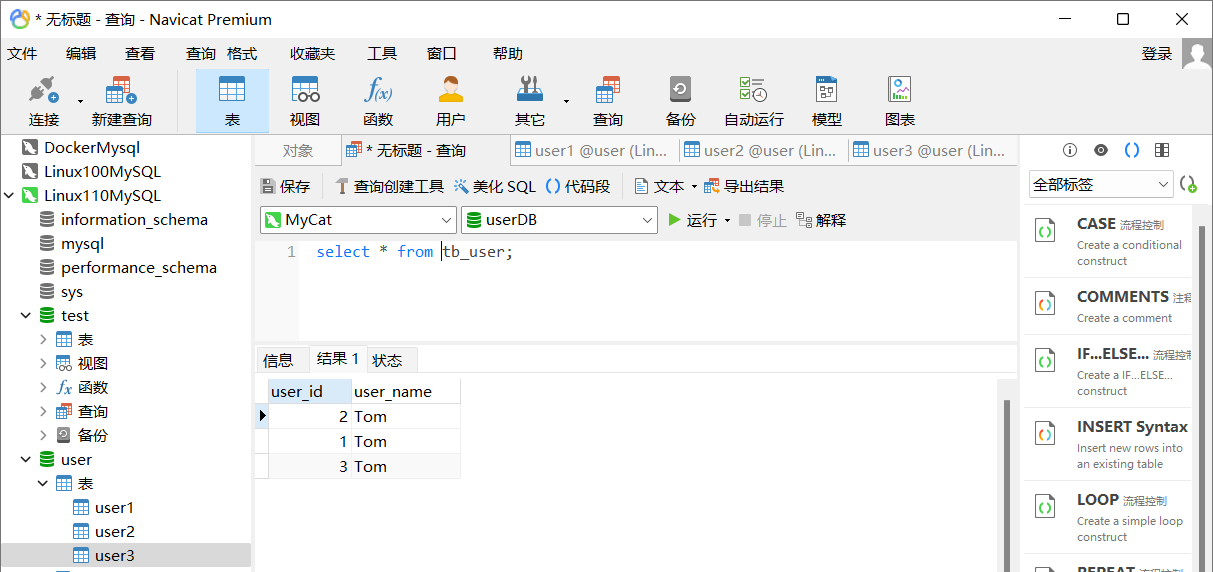 * 无标题 - 查询 - Navicat Premium
文件 编辑 查看 查询 格式 收藏夹 工具 窗口 帮助 登录
连接 新建查询 表 视图 函数 用户 其它 查询 备份 自动运行 模型 图表
DockerMysql
Linux100MySQL
Linux110MySQL
information_schema
mysql
performance_schema
sys
test
表
视图
函数
查询
备份
user
表
user1
user2
user3
对象 * 无标题 - 查询 user1 @user (Lin... user2 @user (Lin... user3 @user (Lin...
保存 查询创建工具 美化 SQL 代码段 文本 导出结果
MyCat userDB 运行 停止 解释
1 select * from tb_user;
信息 结果 1 状态
user_id user_name
2 Tom
1 Tom
3 Tom
全部标签
CASE 流程控制
Create a conditional
construct
COMMENTS 注释
Create a comment
IF...ELSE... 流程控制
Create a IF...ELSE...
construct
INSERT Syntax
Insert new rows into
an existing table
LOOP 流程控制
Create a simple loop
construct
REPEAT 流程控制